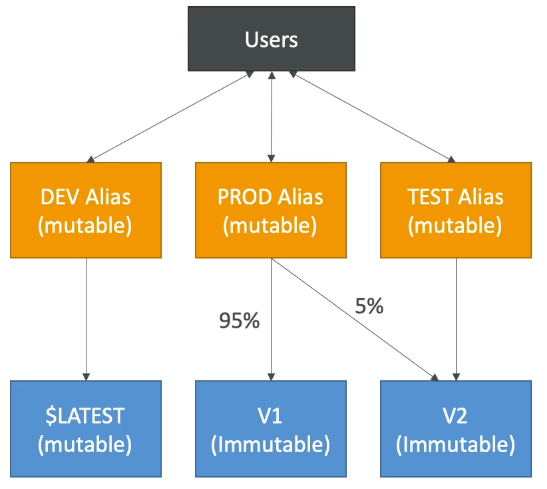 Users
DEV Alias
(mutable)
PROD Alias
(mutable)
TEST Alias
(mutable)
95%
5%
$LATEST
(mutable)
V1
(Immutable)
V2
(Immutable)